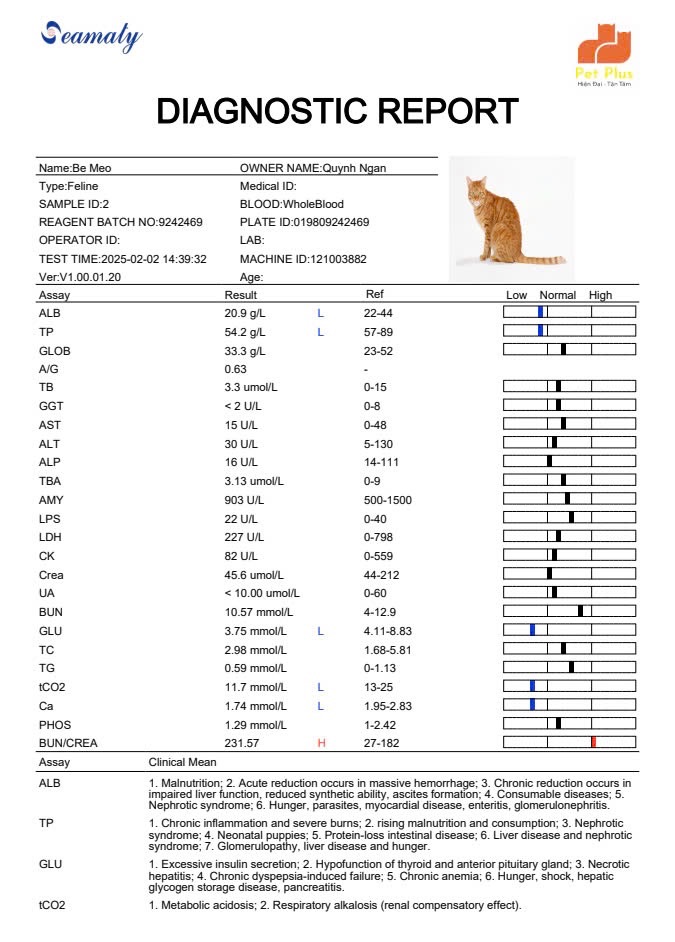 Seamaty
Pet Plus
Hiện Đại - Tận Tâm
DIAGNOSTIC REPORT
Name:Be Meo OWNER NAME:Quynh Ngan
Type:Feline Medical ID:
SAMPLE ID:2 BLOOD:WholeBlood
REAGENT BATCH NO:9242469 PLATE ID:019809242469
OPERATOR ID: LAB:
TEST TIME:2025-02-02 14:39:32 MACHINE ID:121003882
Ver:V1.00.01.20 Age:
Assay Result Ref Low Normal High
ALB 20.9 g/L L 22-44
TP 54.2 g/L L 57-89
GLOB 33.3 g/L 23-52
A/G 0.63 -
TB 3.3 umol/L 0-15
GGT < 2 U/L 0-8
AST 15 U/L 0-48
ALT 30 U/L 5-130
ALP 16 U/L 14-111
TBA 3.13 umol/L 0-9
AMY 903 U/L 500-1500
LPS 22 U/L 0-40
LDH 227 U/L 0-798
CK 82 U/L 0-559
Crea 45.6 umol/L 44-212
UA < 10.00 umol/L 0-60
BUN 10.57 mmol/L 4-12.9
GLU 3.75 mmol/L L 4.11-8.83
TC 2.98 mmol/L 1.68-5.81
TG 0.59 mmol/L 0-1.13
tCO2 11.7 mmol/L L 13-25
Ca 1.74 mmol/L L 1.95-2.83
PHOS 1.29 mmol/L 1-2.42
BUN/CREA 231.57 H 27-182
Assay Clinical Mean
ALB 1. Malnutrition; 2. Acute reduction occurs in massive hemorrhage; 3. Chronic reduction occurs in
impaired liver function, reduced synthetic ability, ascites formation; 4. Consumable diseases; 5.
Nephrotic syndrome; 6. Hunger, parasites, myocardial disease, enteritis, glomerulonephritis.
TP 1. Chronic inflammation and severe burns; 2. rising malnutrition and consumption; 3. Nephrotic
syndrome; 4. Neonatal puppies; 5. Protein-loss intestinal disease; 6. Liver disease and nephrotic
syndrome; 7. Glomerulopathy, liver disease and hunger.
GLU 1. Excessive insulin secretion; 2. Hypofunction of thyroid and anterior pituitary gland; 3. Necrotic
hepatitis; 4. Chronic dyspepsia-induced failure; 5. Chronic anemia; 6. Hunger, shock, hepatic
glycogen storage disease, pancreatitis.
tCO2 1. Metabolic acidosis; 2. Respiratory alkalosis (renal compensatory effect).